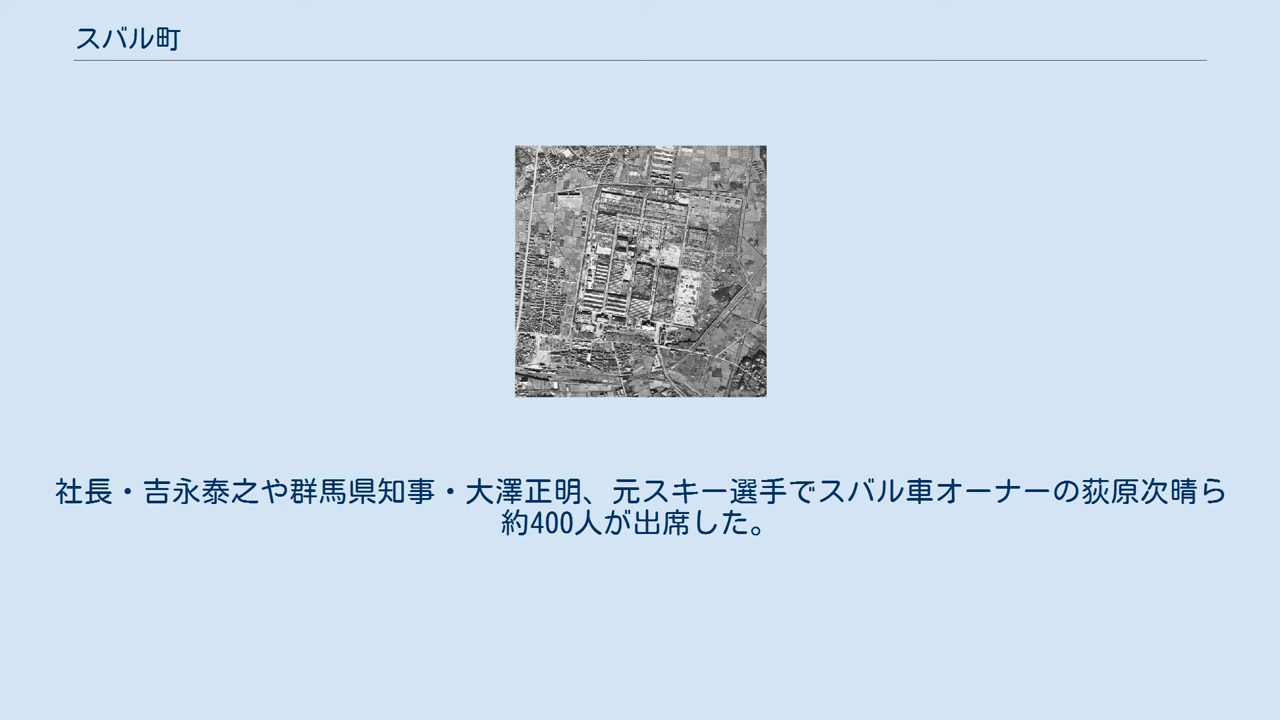 スバル町
社長・吉永泰之や群馬県知事・大澤正明、元スキー選手でスバル車オーナーの荻原次晴ら
約400人が出席した。